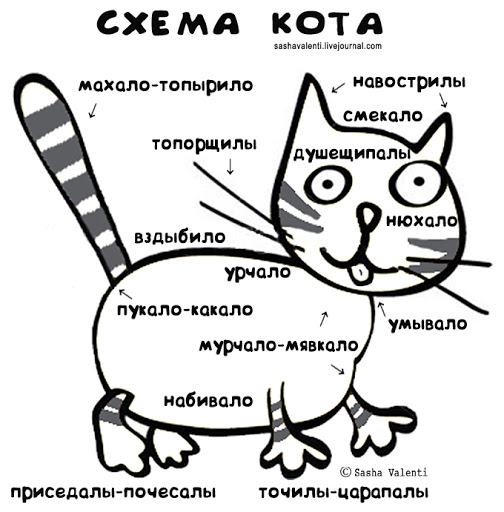 СХЕМА КОТА
sashavalenti.livejournal.com
махало-топырило
навострилы
смекало
топорщилы
душещипалы
нюхало
вздыбило
урчало
пукало-какало
умывало
мурчало-мявкало
набивало
© Sasha Valenti
приседалы-почесалы
точилы-царапалы